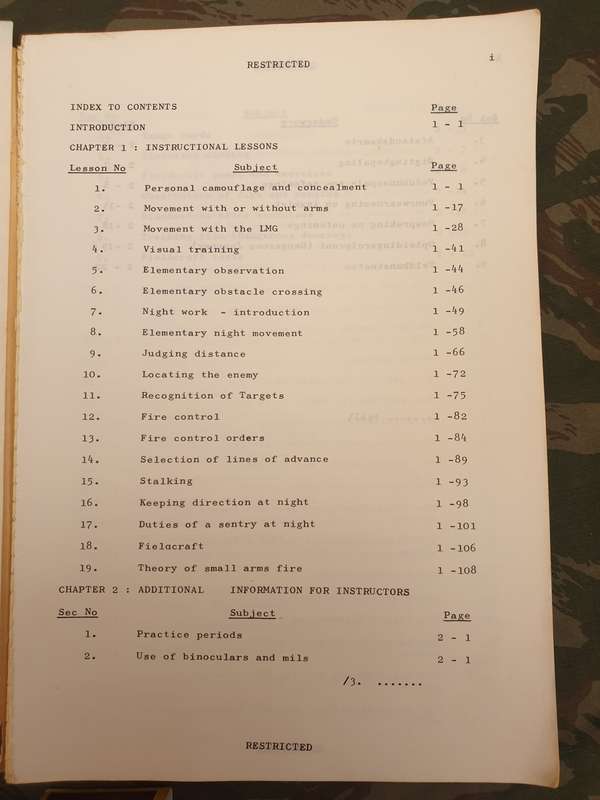 RESTRICTED
i
INDEX TO CONTENTS Page
INTRODUCTION 1 - 1
CHAPTER 1 : INSTRUCTIONAL LESSONS
Lesson No Subject Page
1. Personal camouflage and concealment 1 - 1
2. Movement with or without arms 1 -17
3. Movement with the LMG 1 -28
4. Visual training 1 -41
5. Elementary observation 1 -44
6. Elementary obstacle crossing 1 -46
7. Night work - introduction 1 -49
8. Elementary night movement 1 -58
9. Judging distance 1 -66
10. Locating the enemy 1 -72
11. Recognition of Targets 1 -75
12. Fire control 1 -82
13. Fire control orders 1 -84
14. Selection of lines of advance 1 -89
15. Stalking 1 -93
16. Keeping direction at night 1 -98
17. Duties of a sentry at night 1 -101
18. Fieldcraft 1 -106
19. Theory of small arms fire 1 -108
CHAPTER 2 : ADDITIONAL INFORMATION FOR INSTRUCTORS
Sec No Subject Page
1. Practice periods 2 - 1
2. Use of binoculars and mils 2 - 1
/3. .......
RESTRICTED